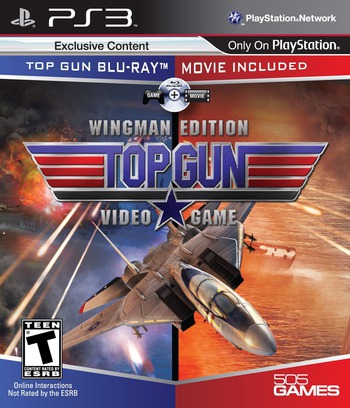 PS3
PlayStation®Network
Exclusive Content
Only On PlayStation®
TOP GUN BLU-RAY™ MOVIE INCLUDED
GAME + MOVIE
WINGMAN EDITION
TOP GUN
VIDEO GAME
TEEN
T
CONTENT RATED BY
ESRB
Online Interactions
Not Rated by the ESRB
505
GAMES